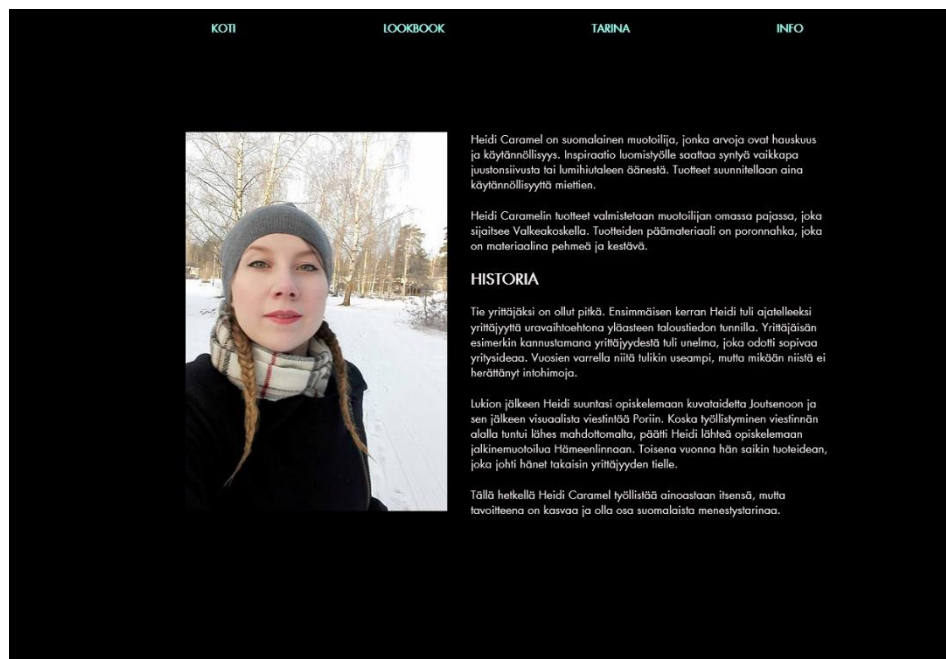 KOTI LOOKBOOK TARINA INFO
Heidi Caramel on suomalainen muotoilija, jonka arvoja ovat hauskuus
ja käytännöllisyys. Inspiraatio luomistyölle saattaa syntyä vaikkapa
juustonsiivusta tai lumihiutaleen äänestä. Tuotteet suunnitellaan aina
käytännöllisyyttä miettien.
Heidi Caramelin tuotteet valmistetaan muotoilijan omassa pajassa, joka
sijaitsee Valkeakoskella. Tuotteiden päämateriaali on poronnahka, joka
on materiaalina pehmeä ja kestävä.
HISTORIA
Tie yrittäjäksi on ollut pitkä. Ensimmäisen kerran Heidi tuli ajatelleeksi
yrittäjyyttä uravaihtoehtona yläasteen taloustiedon tunnilla. Yrittäjäisän
esimerkin kannustamana yrittäjyydestä tuli unelma, joka odotti sopivaa
yritysideaa. Vuosien varrella niitä tulikin useampi, mutta mikään niistä ei
herättänyt intohimoja.
Lukion jälkeen Heidi suuntasi opiskelemaan kuvataidetta Joutsenoon ja
sen jälkeen visuaalista viestintää Poriin. Koska työllistyminen viestinnän
alalla tuntui lähes mahdottomalta, päätti Heidi lähteä opiskelemaan
jalkinemuotoilua Hämeenlinnaan. Toisena vuonna hän saikin tuoteidean,
joka johti hänet takaisin yrittäjyyden tielle.
Tällä hetkellä Heidi Caramel työllistää ainoastaan itsensä, mutta
tavoitteena on kasvaa ja olla osa suomalaista menestystarinaa.